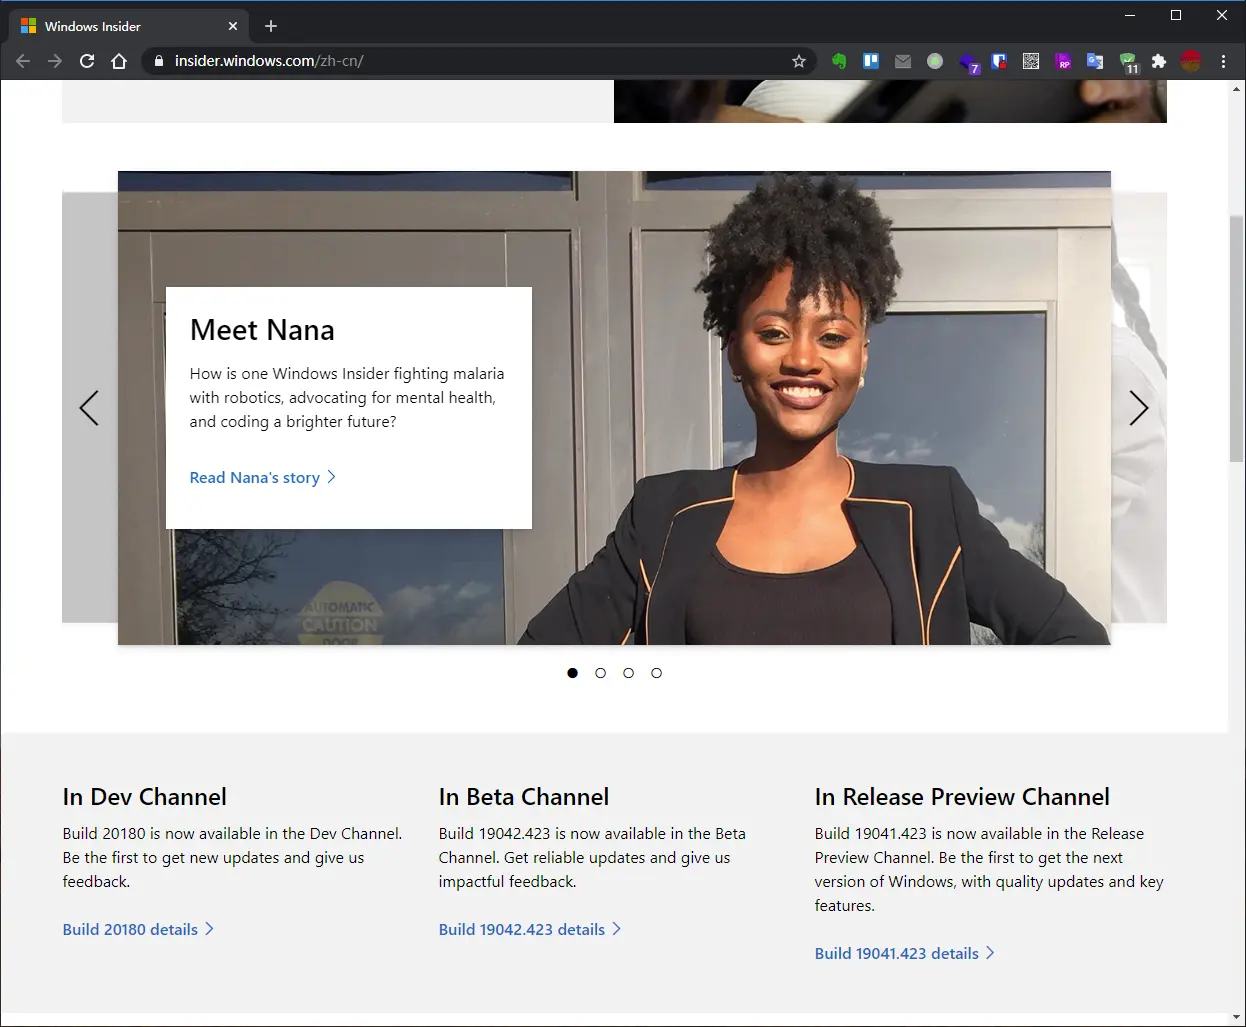 Windows Insider
insider.windows.com/zh-cn/
7
RP
11
Meet Nana
How is one Windows Insider fighting malaria
with robotics, advocating for mental health,
and coding a brighter future?
Read Nana's story
AUTOMATIC
CAUTION
DOOR
In Dev Channel
Build 20180 is now available in the Dev Channel.
Be the first to get new updates and give us
feedback.
Build 20180 details
In Beta Channel
Build 19042.423 is now available in the Beta
Channel. Get reliable updates and give us
impactful feedback.
Build 19042.423 details
In Release Preview Channel
Build 19041.423 is now available in the Release
Preview Channel. Be the first to get the next
version of Windows, with quality updates and key
features.
Build 19041.423 details